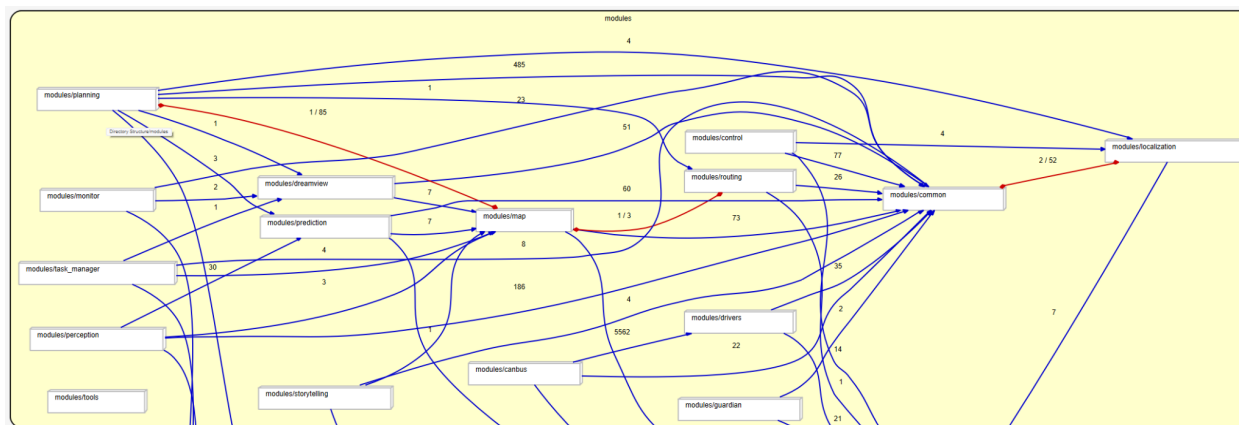 modules
4
485
modules/planning
1
23
1 / 85
1
51
Directory Structure/modules
modules/control
4
modules/localization
3
77
2 / 52
modules/routing
26
modules/monitor
2
modules/dreamview
7
60
modules/common
1
modules/prediction
7
modules/map
1 / 3
73
4
8
modules/task_manager
30
35
3
186
4
modules/perception
1
5562
modules/drivers
2
7
22
14
modules/canbus
1
modules/tools
modules/storytelling
modules/guardian
21